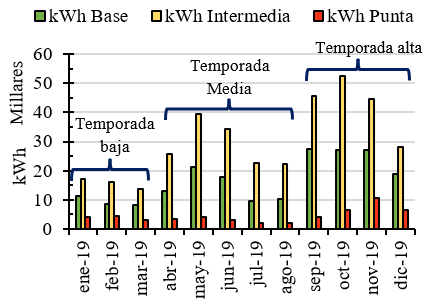 kWh Base kWh Intermedia kWh Punta
60
50
40
30
20
10
0
kWh Millares
Temporada
baja
Temporada
Media
Temporada alta
ene-19
feb-19
mar-19
abr-19
may-19
jun-19
jul-19
ago-19
sep-19
oct-19
nov-19
dic-19